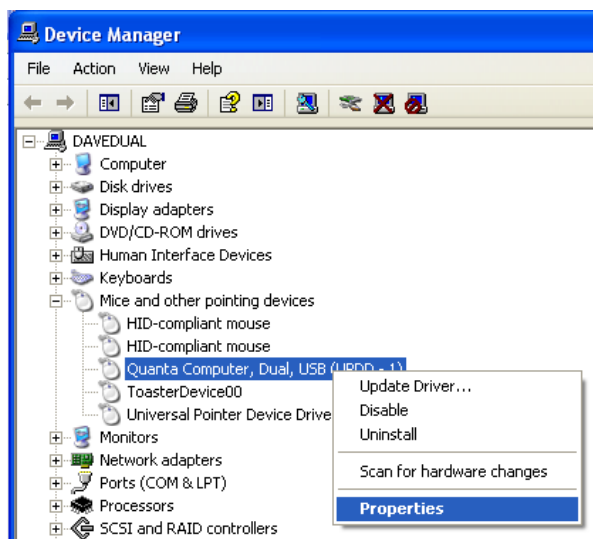 Device Manager
File Action View Help
DAVEDUAL
Computer
Disk drives
Display adapters
DVD/CD-ROM drives
Human Interface Devices
Keyboards
Mice and other pointing devices
HID-compliant mouse
HID-compliant mouse
Quanta Computer, Dual, USB (UPDD - 1)
ToasterDevice00
Universal Pointer Device Drive
Monitors
Network adapters
Ports (COM & LPT)
Processors
SCSI and RAID controllers
Update Driver...
Disable
Uninstall
Scan for hardware changes
Properties